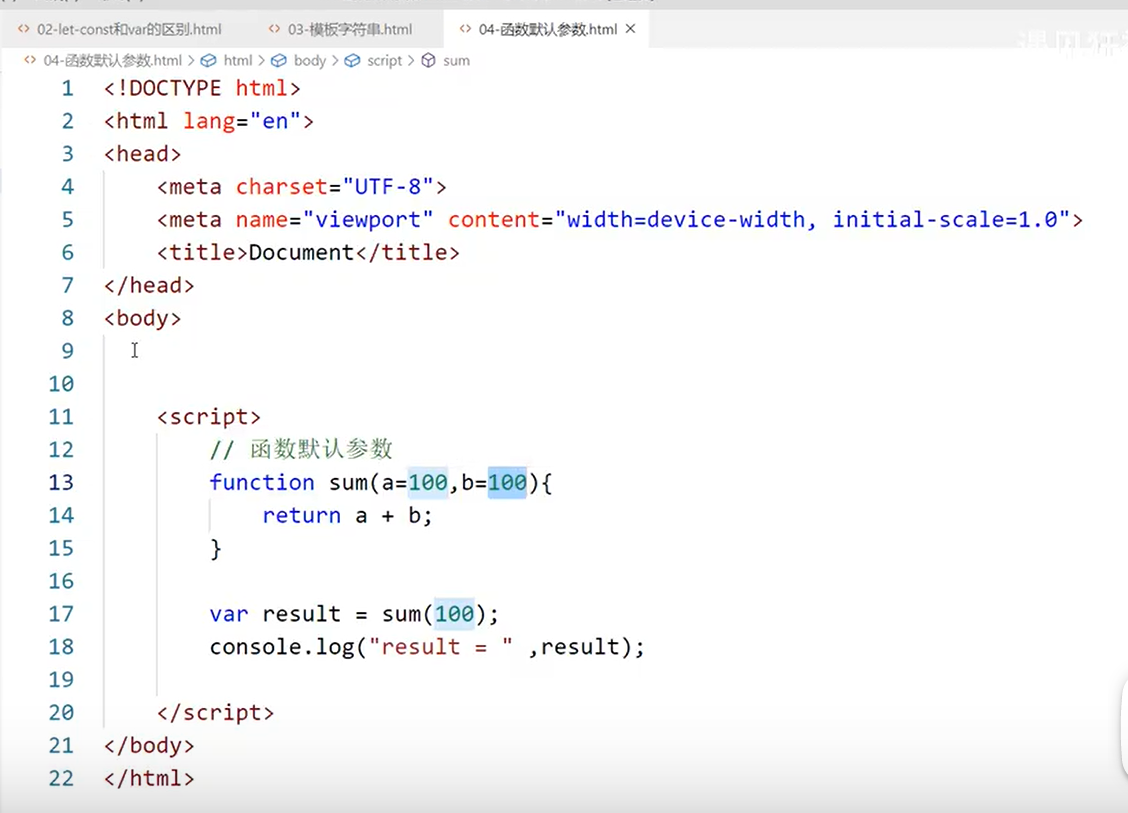 02-let-const和var的区别.html 03-模板字符串.html 04-函数默认参数.html
04-函数默认参数.html > html > body > script > sum
1 <!DOCTYPE html>
2 <html lang="en">
3 <head>
4 <meta charset="UTF-8">
5 <meta name="viewport" content="width=device-width, initial-scale=1.0">
6 <title>Document</title>
7 </head>
8 <body>
9
10
11 <script>
12 // 函数默认参数
13 function sum(a=100,b=100){
14 return a + b;
15 }
16
17 var result = sum(100);
18 console.log("result = " ,result);
19
20 </script>
21 </body>
22 </html>